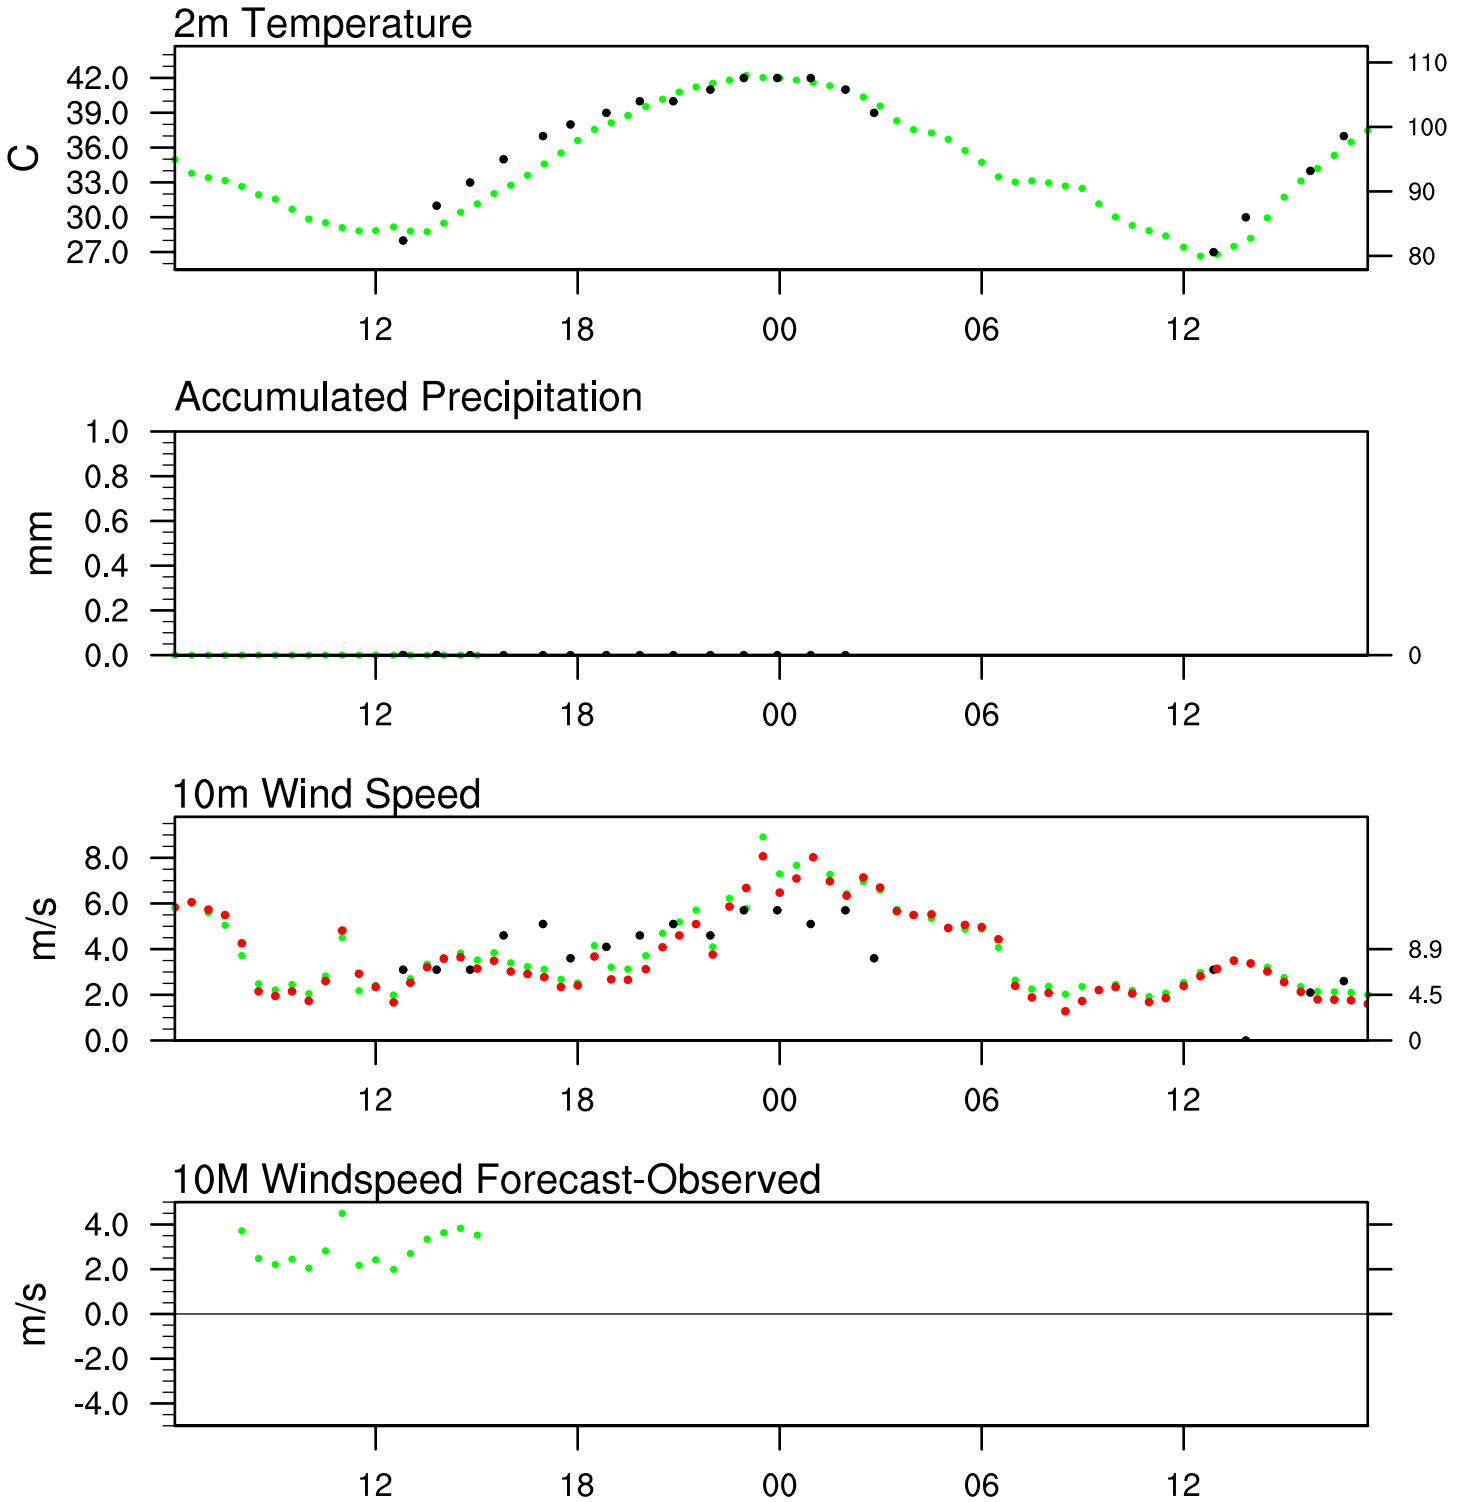 2m Temperature
42.0
39.0
36.0
33.0
30.0
27.0
C
110
100
90
80
12 18 00 06 12
Accumulated Precipitation
1.0
0.8
0.6
0.4
0.2
0.0
mm
0
12 18 00 06 12
10m Wind Speed
8.0
6.0
4.0
2.0
0.0
m/s
8.9
4.5
0
12 18 00 06 12
10M Windspeed Forecast-Observed
4.0
2.0
0.0
-2.0
-4.0
m/s
12 18 00 06 12